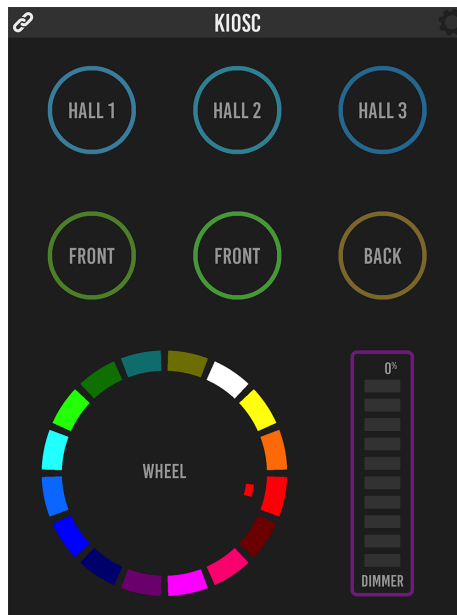 KIOSC
HALL 1
HALL 2
HALL 3
FRONT
FRONT
BACK
WHEEL
0%
DIMMER